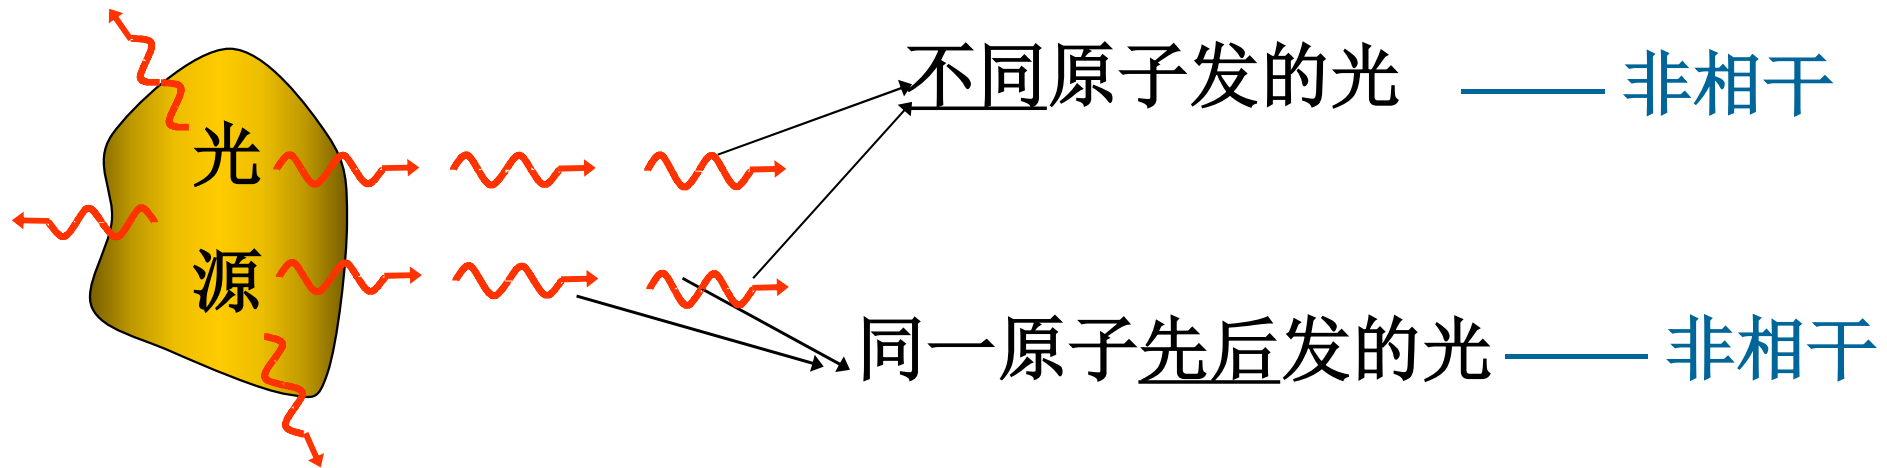 不同原子发的光 —— 非相干
光
源
同一原子先后发的光 —— 非相干